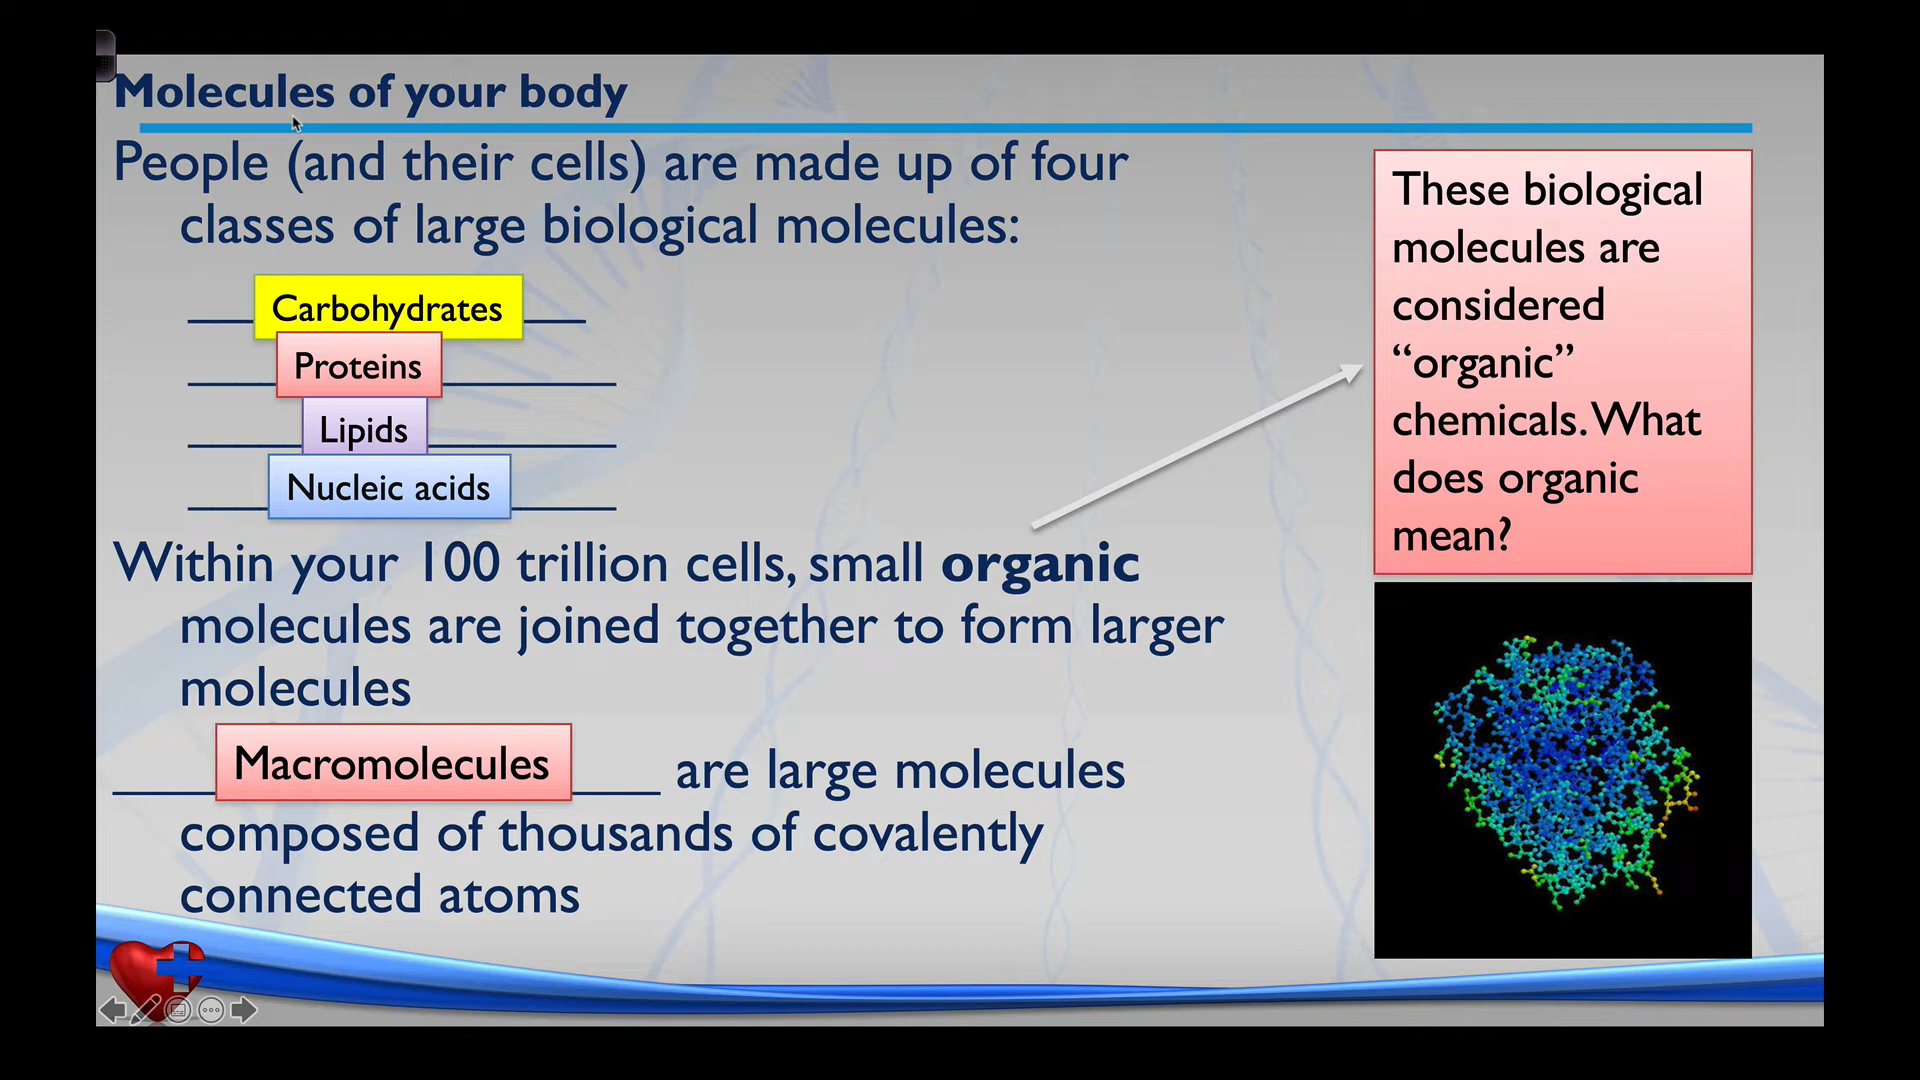 Molecules of your body
People (and their cells) are made up of four
classes of large biological molecules:
Carbohydrates
Proteins
Lipids
Nucleic acids
Within your 100 trillion cells, small organic
molecules are joined together to form larger
molecules
Macromolecules are large molecules
composed of thousands of covalently
connected atoms
These biological
molecules are
considered
“organic”
chemicals. What
does organic
mean?